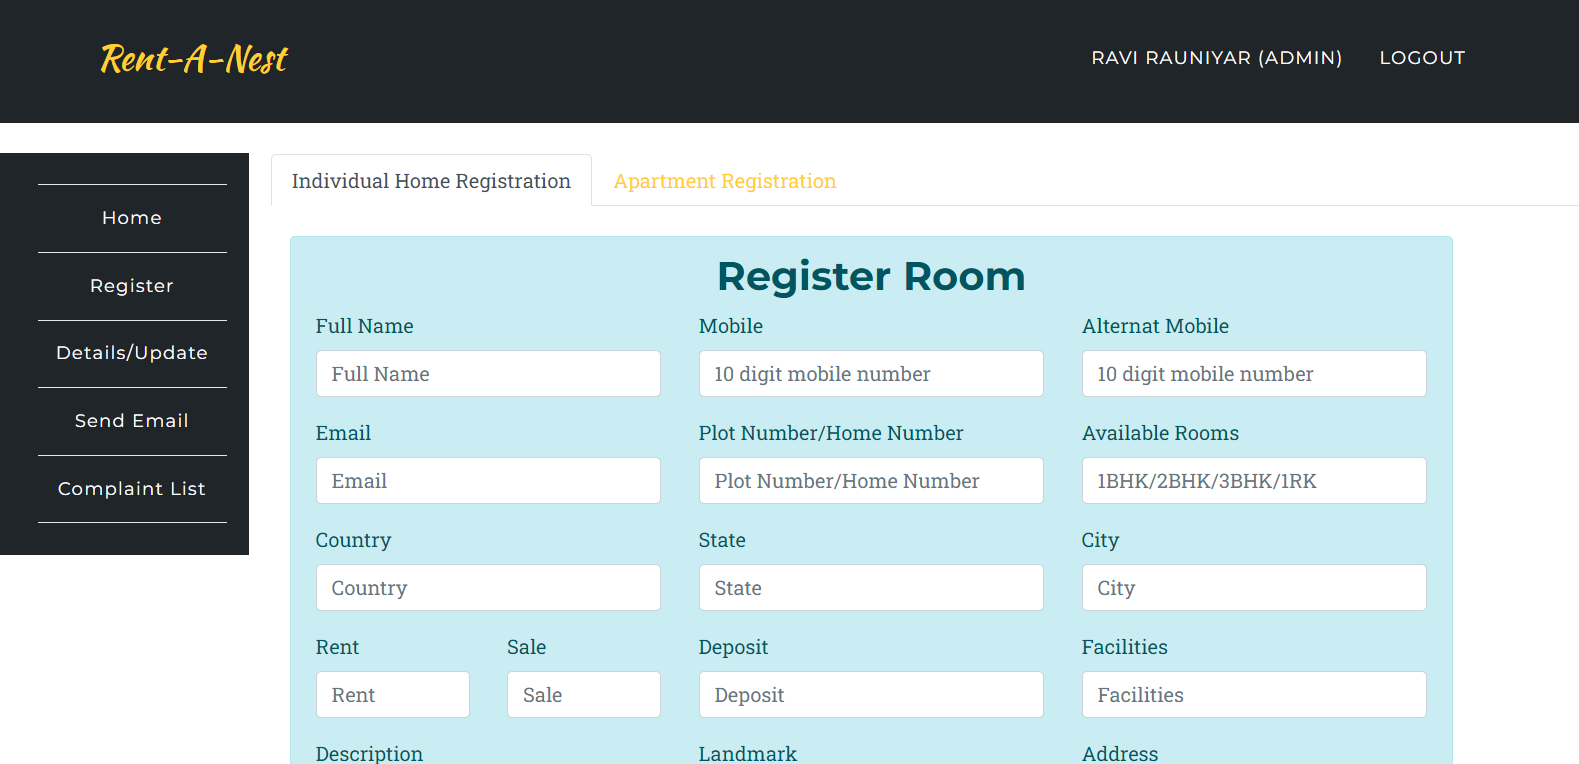 Rent-A-Nest
RAVI RAUNIYAR (ADMIN) LOGOUT
Home
Register
Details/Update
Send Email
Complaint List
Individual Home Registration Apartment Registration
Register Room
Full Name Mobile Alternat Mobile
Full Name 10 digit mobile number 10 digit mobile number
Email Plot Number/Home Number Available Rooms
Email Plot Number/Home Number 1BHK/2BHK/3BHK/1RK
Country State City
Country State City
Rent Sale Deposit Facilities
Rent Sale Deposit Facilities
Description Landmark Address